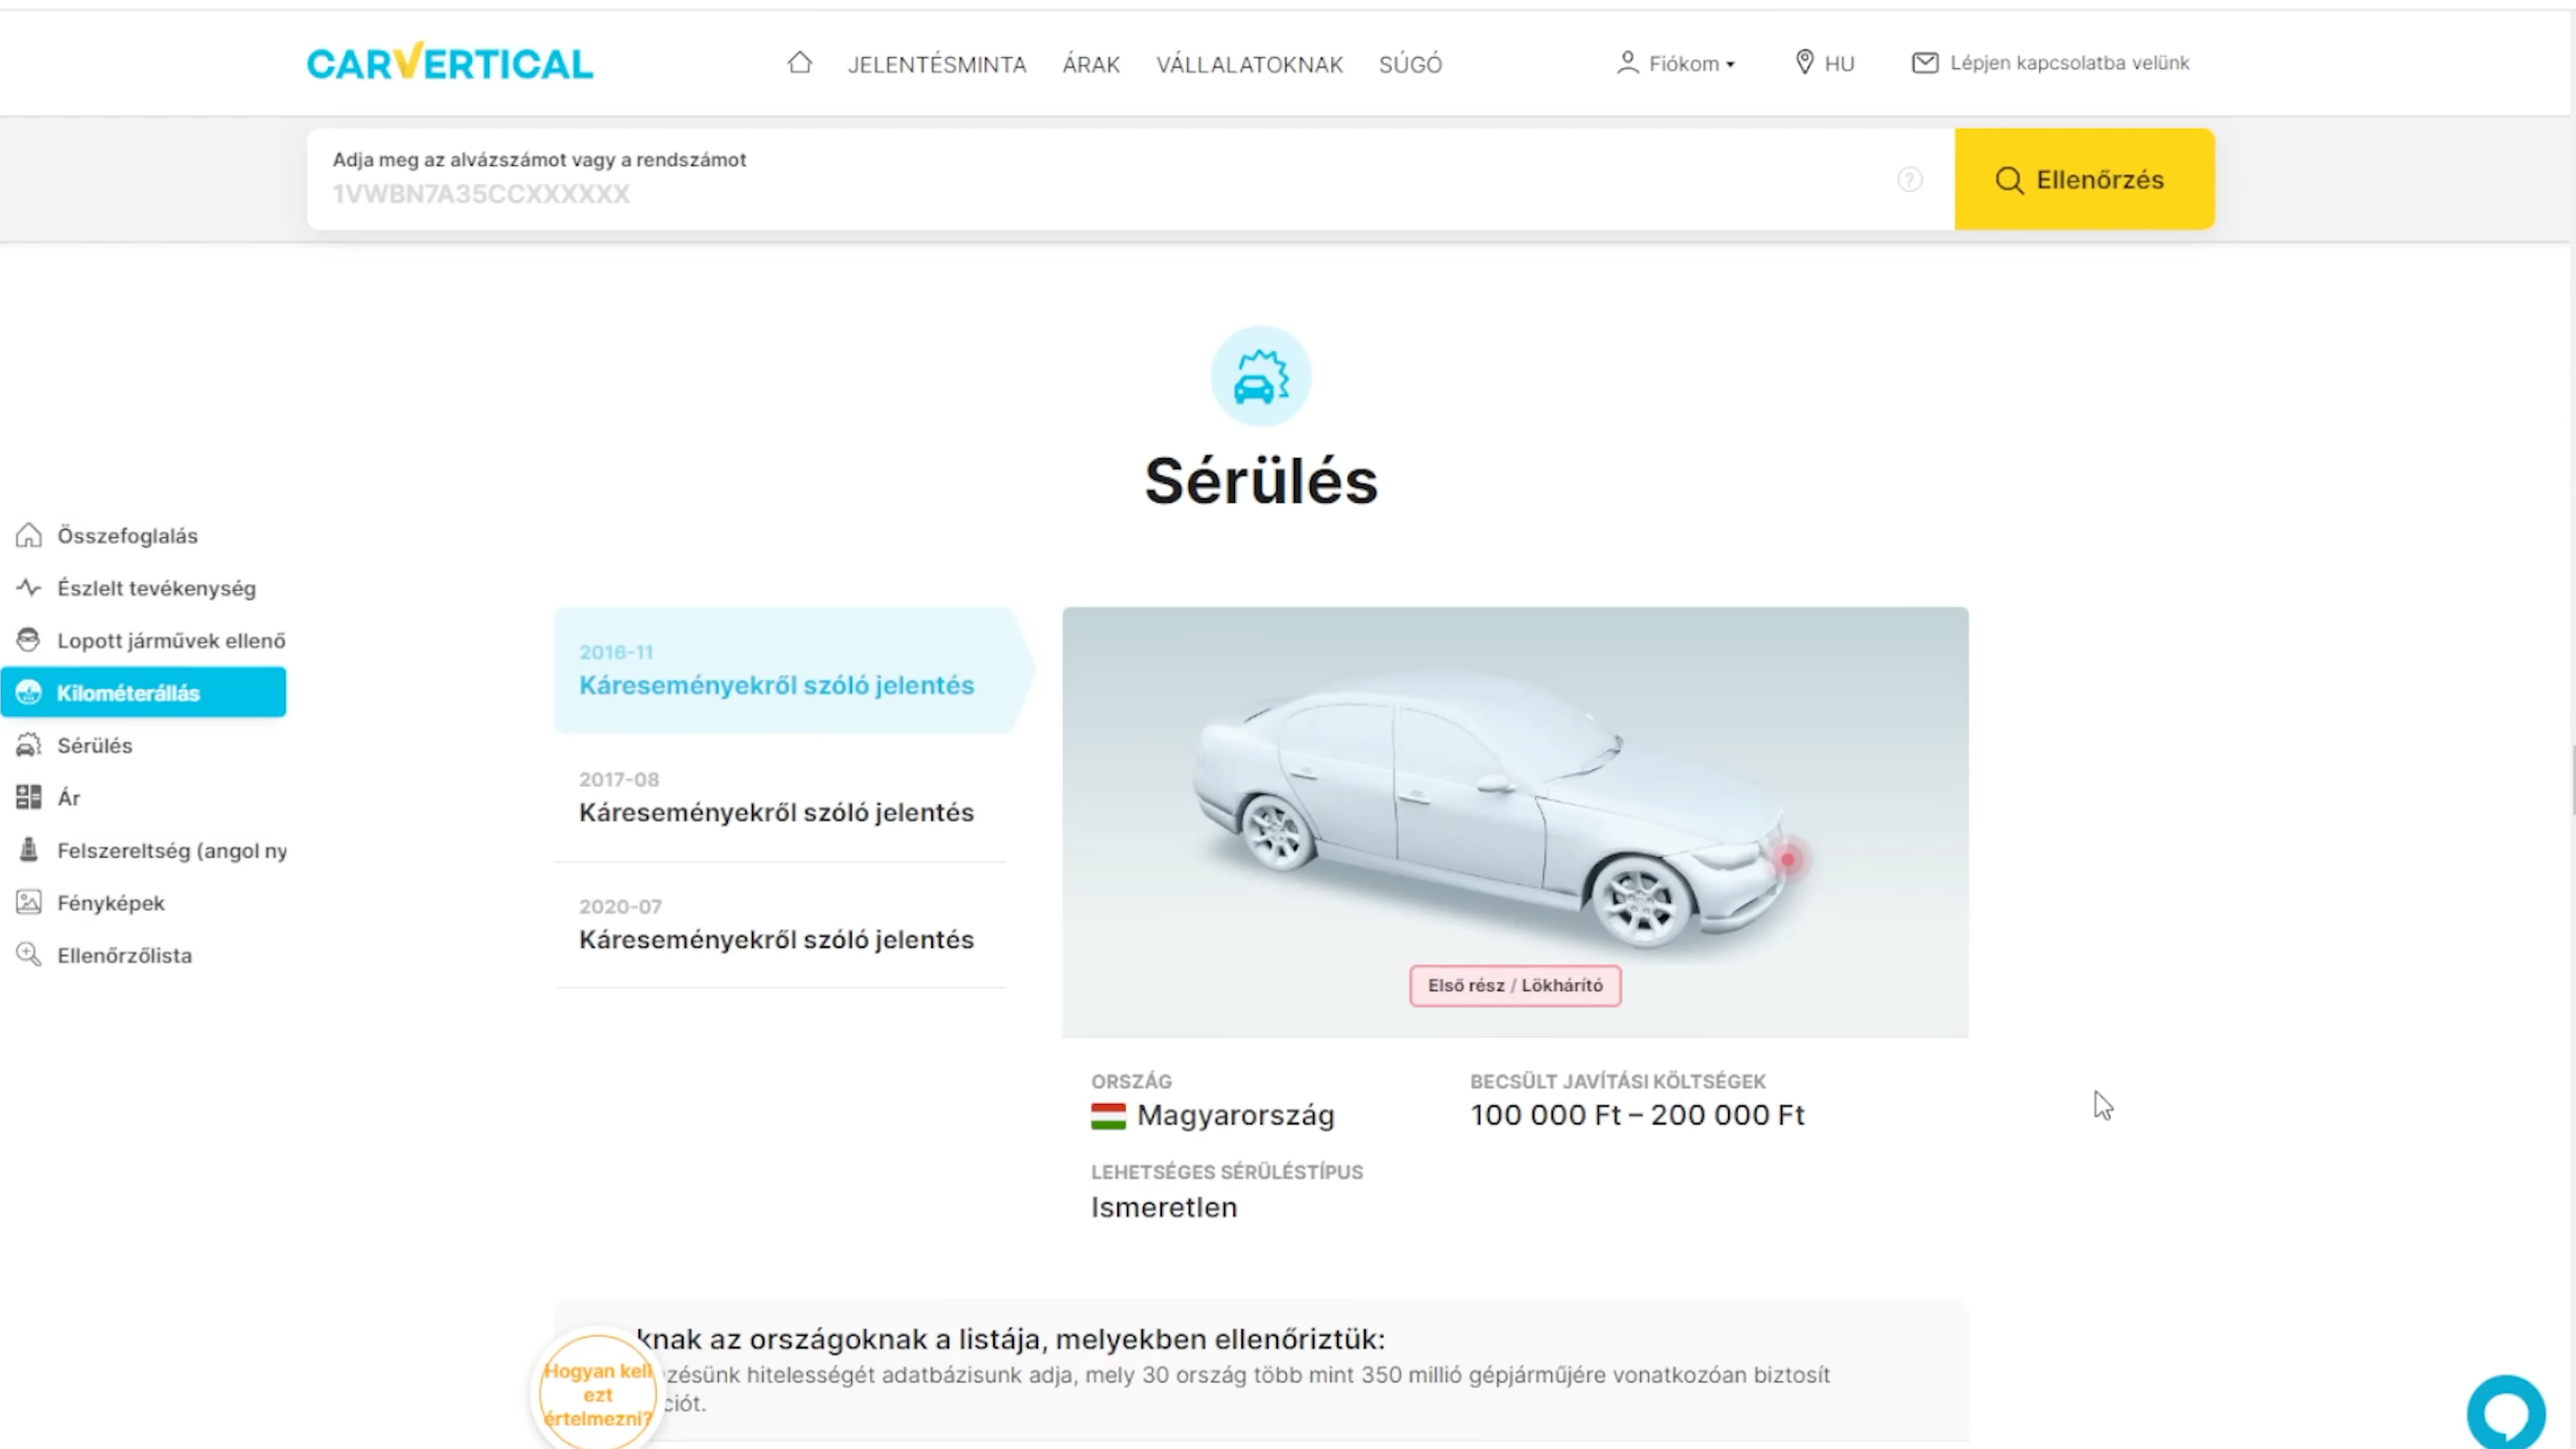 CARVERTICAL
JELENTÉSMINTA
ÁRAK
VÁLLALATOKNAK
SÚGÓ
Fiókom
HU
Lépjen kapcsolatba velünk
Adja meg az alvázszámot vagy a rendszámot
1VWBN7A35CCXXXXXX
Ellenőrzés
Sérülés
Összefoglalás
Észlelt tevékenység
Lopott járművek ellenő
Kilométerállás
Sérülés
Ár
Felszereltség (angol ny
Fényképek
Ellenőrzőlista
2016-11
Káreseményekről szóló jelentés
2017-08
Káreseményekről szóló jelentés
2020-07
Káreseményekről szóló jelentés
Első rész / Lökhárító
ORSZÁG
Magyarország
BECSÜLT JAVÍTÁSI KÖLTSÉGEK
100 000 Ft – 200 000 Ft
LEHETSÉGES SÉRÜLÉSTÍPUS
Ismeretlen
knak az országoknak a listája, melyekben ellenőriztük:
zésünk hitelességét adatbázisunk adja, mely 30 ország több mint 350 millió gépjárműjére vonatkozóan biztosít
ciót.
Hogyan kell
ezt
értelmezni?